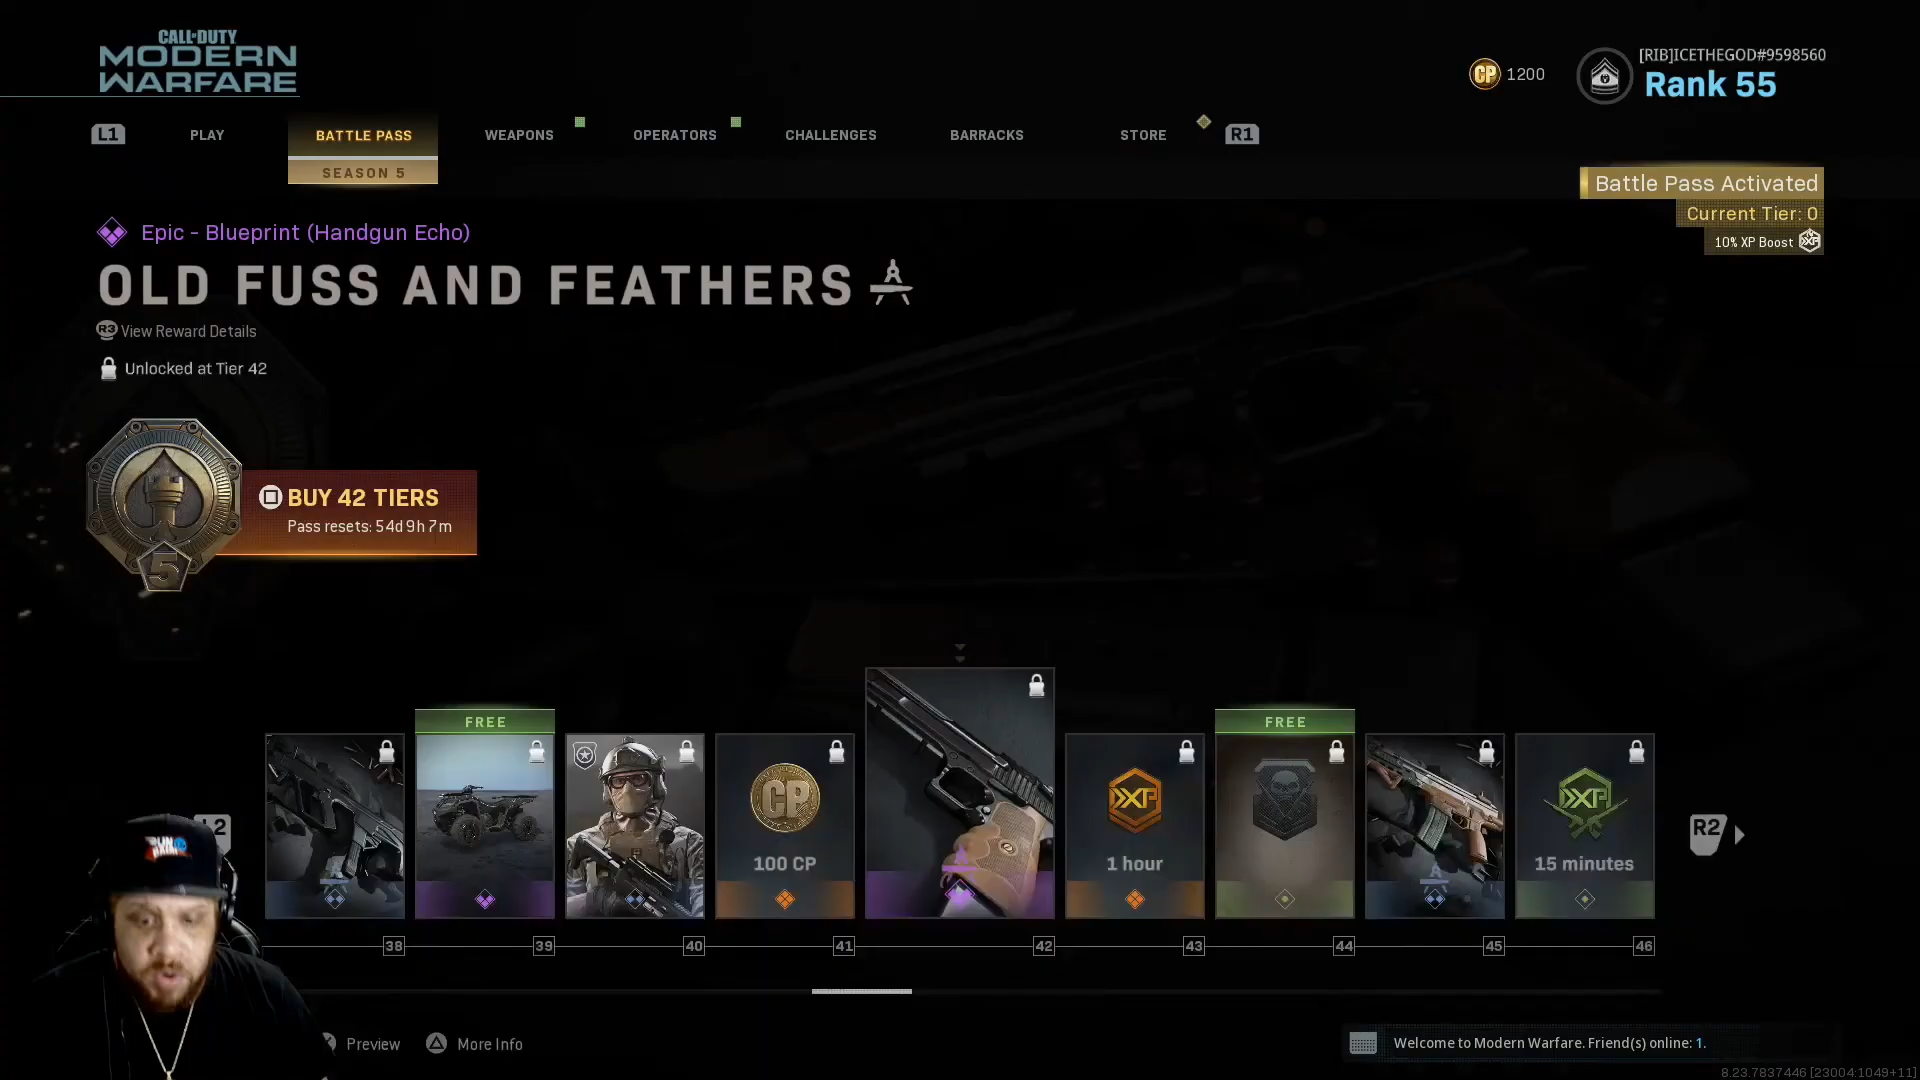 CALL OF DUTY
MODERN
WARFARE
CP 1200
[RIB]ICETHEGOD#9598560
Rank 55
L1
PLAY
BATTLE PASS
WEAPONS
OPERATORS
CHALLENGES
BARRACKS
STORE
R1
SEASON 5
Battle Pass Activated
Current Tier: 0
10% XP Boost
Epic - Blueprint (Handgun Echo)
OLD FUSS AND FEATHERS
R3 View Reward Details
Unlocked at Tier 42
BUY 42 TIERS
Pass resets: 54d 9h 7m
5
FREE
FREE
CP
100 CP
2XP
1 hour
2XP
15 minutes
L2
R2
38
39
40
41
42
43
44
45
46
Preview
More Info
Welcome to Modern Warfare. Friend(s) online: 1.
8.23.7837446 [23004:1049+11]